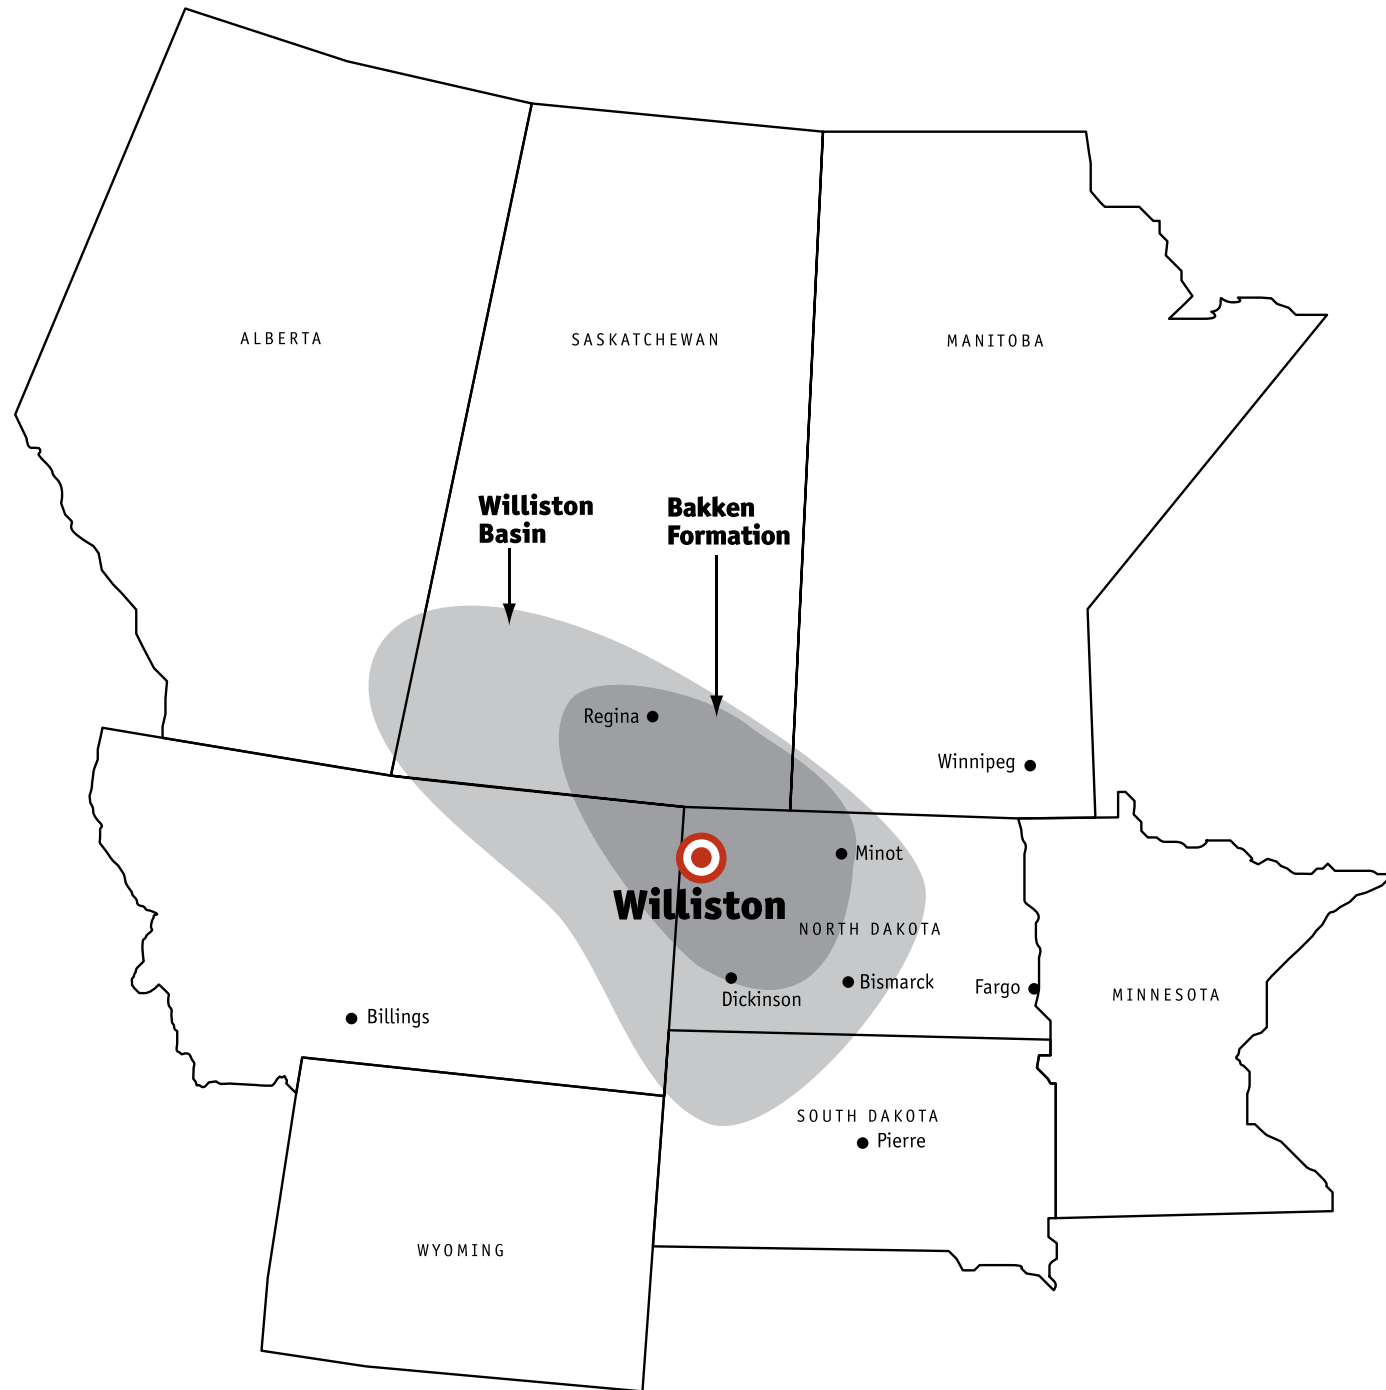 ALBERTA
SASKATCHEWAN
MANITOBA
Williston
Basin
Bakken
Formation
Regina
Winnipeg
Minot
Williston
NORTH DAKOTA
Dickinson
Bismarck
Fargo
MINNESOTA
Billings
SOUTH DAKOTA
Pierre
WYOMING